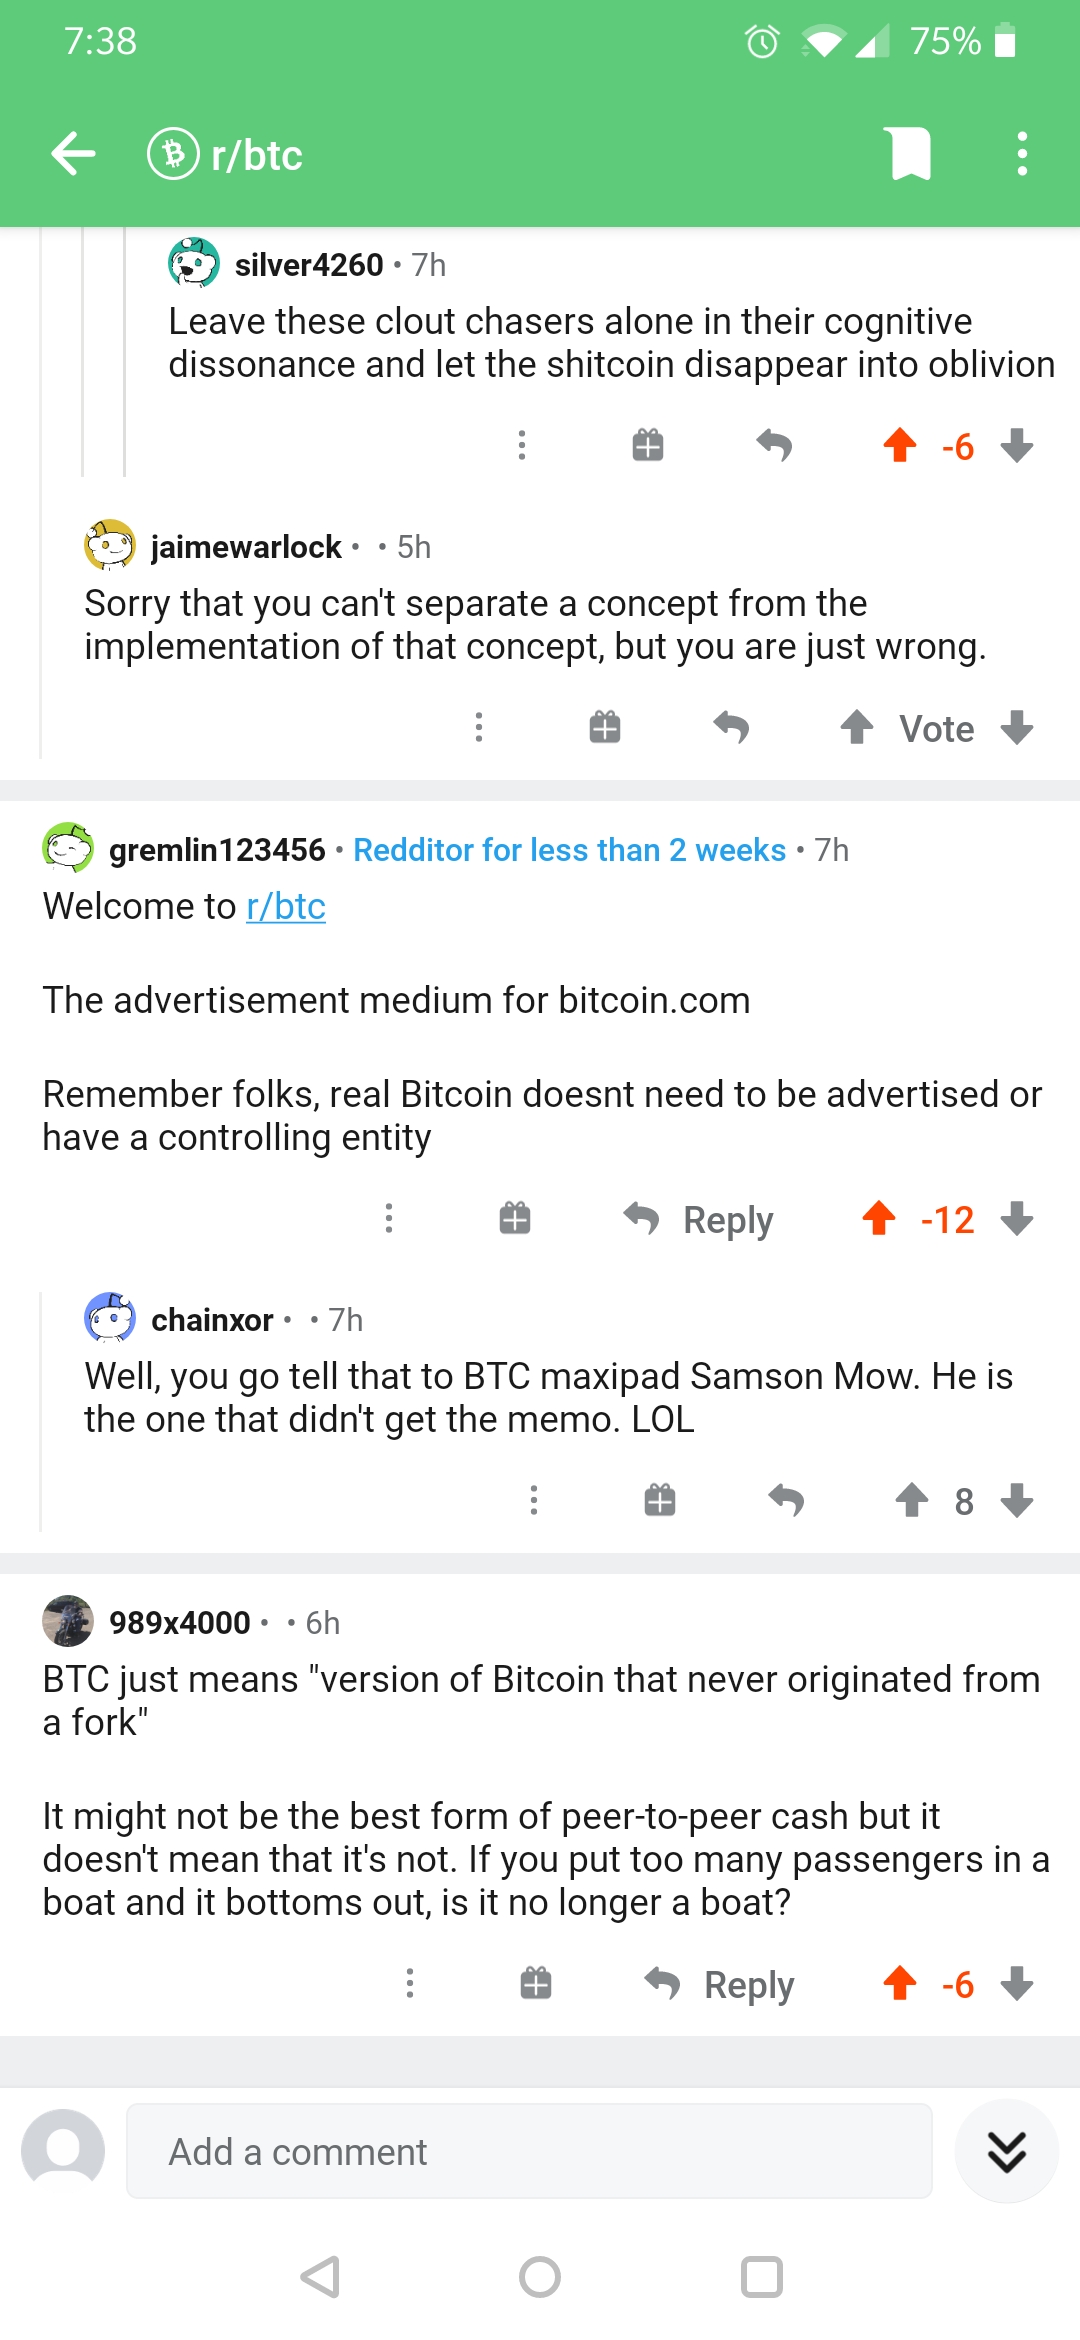 7:38 75%
r/btc
silver4260 • 7h
Leave these clout chasers alone in their cognitive
dissonance and let the shitcoin disappear into oblivion
-6
jaimewarlock • • 5h
Sorry that you can't separate a concept from the
implementation of that concept, but you are just wrong.
Vote
gremlin123456 • Redditor for less than 2 weeks • 7h
Welcome to r/btc
The advertisement medium for bitcoin.com
Remember folks, real Bitcoin doesnt need to be advertised or
have a controlling entity
Reply -12
chainxor • • 7h
Well, you go tell that to BTC maxipad Samson Mow. He is
the one that didn't get the memo. LOL
8
989x4000 • • 6h
BTC just means "version of Bitcoin that never originated from
a fork"
It might not be the best form of peer-to-peer cash but it
doesn't mean that it's not. If you put too many passengers in a
boat and it bottoms out, is it no longer a boat?
Reply -6
Add a comment